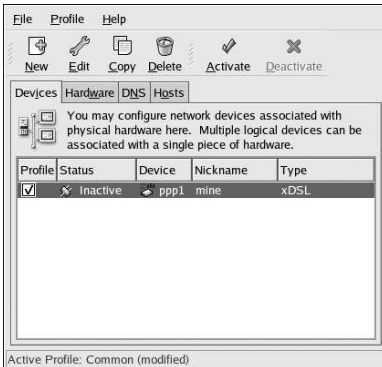 File Profile Help
New Edit Copy Delete Activate Deactivate
Devices Hardware DNS Hosts
You may configure network devices associated with
physical hardware here. Multiple logical devices can be
associated with a single piece of hardware.
Profile Status Device Nickname Type
Inactive ppp1 mine xDSL
Active Profile: Common (modified)